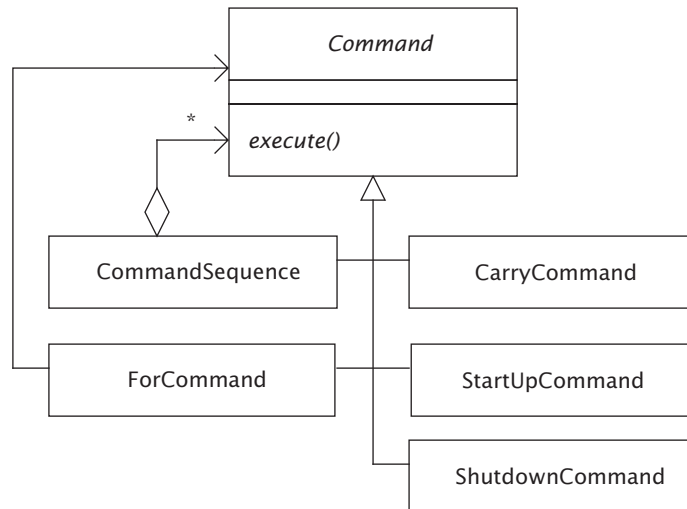 Command
*
execute()
CommandSequence
CarryCommand
ForCommand
StartUpCommand
ShutdownCommand